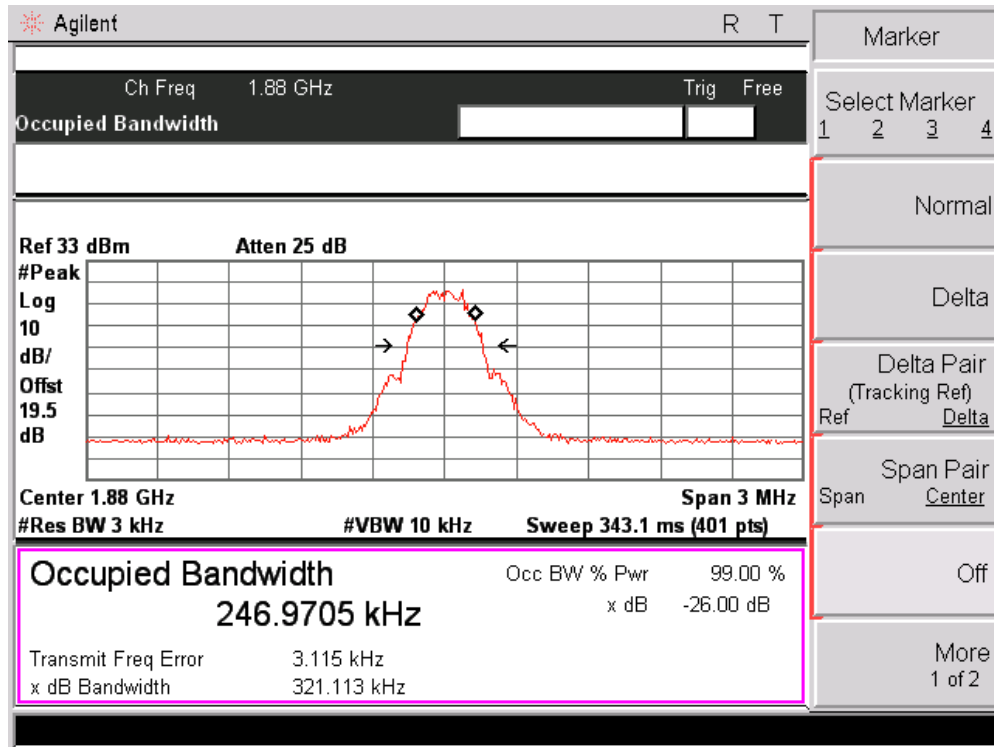 Agilent R T
Ch Freq 1.88 GHz Trig Free
Occupied Bandwidth
Ref 33 dBm Atten 25 dB
#Peak
Log
10
dB/
Offst
19.5
dB
Center 1.88 GHz Span 3 MHz
#Res BW 3 kHz #VBW 10 kHz Sweep 343.1 ms (401 pts)
Occupied Bandwidth Occ BW % Pwr 99.00 %
246.9705 kHz x dB -26.00 dB
Transmit Freq Error 3.115 kHz
x dB Bandwidth 321.113 kHz
Marker
Select Marker
1 2 3 4
Normal
Delta
Delta Pair
(Tracking Ref)
Ref Delta
Span Pair
Span Center
Off
More
1 of 2